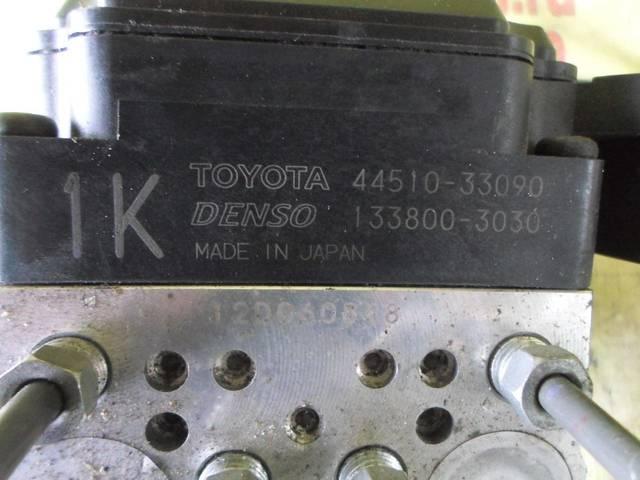 1K
TOYOTA 44510-33090
DENSO 133800-3030
MADE IN JAPAN